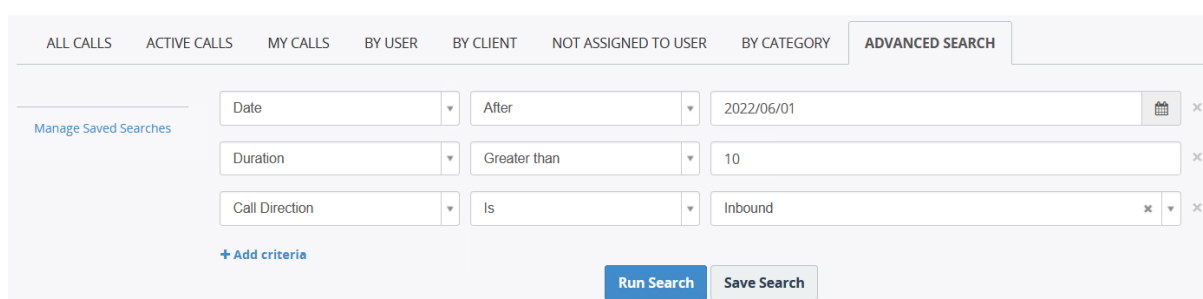 ALL CALLS ACTIVE CALLS MY CALLS BY USER BY CLIENT NOT ASSIGNED TO USER BY CATEGORY ADVANCED SEARCH
Date After 2022/06/01
Manage Saved Searches
Duration Greater than 10
Call Direction Is Inbound
+ Add criteria
Run Search Save Search